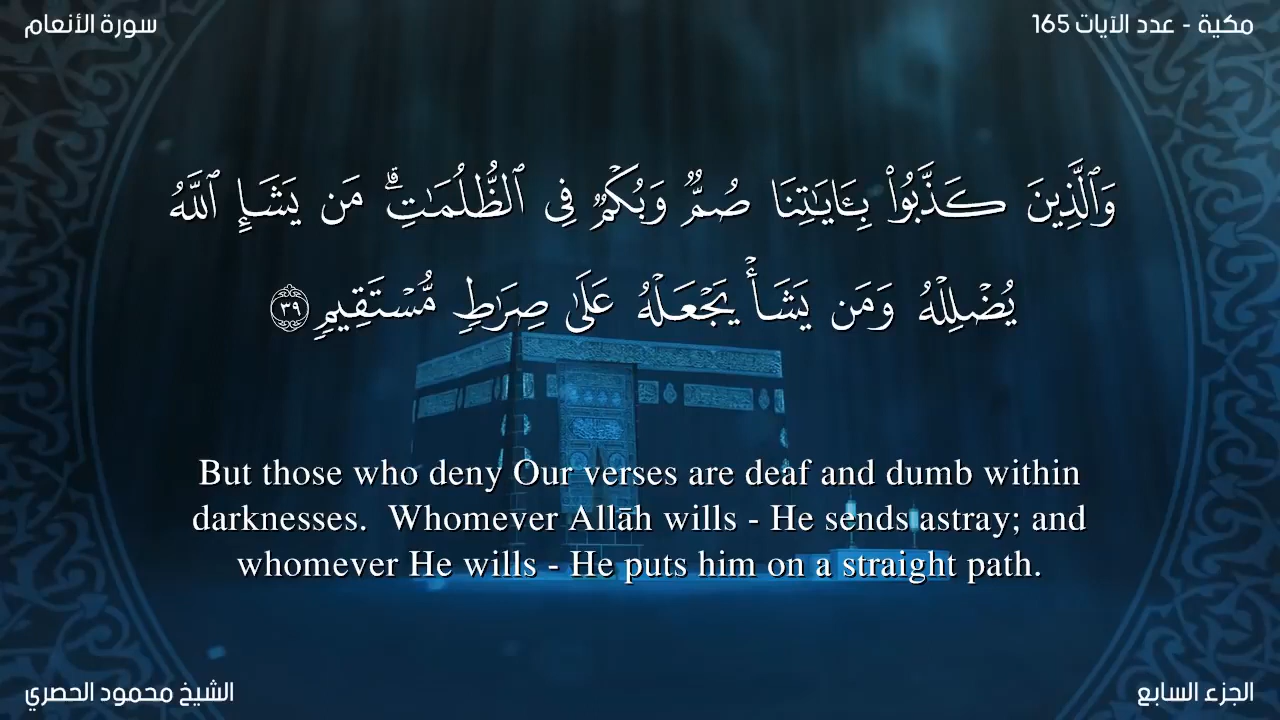 سورة الأنعام
مكية - عدد الآيات 165
وَٱلَّذِينَ كَذَّبُوا۟ بِـَٔايَـٰتِنَا صُمٌّۭ وَبُكْمٌۭ فِى ٱلظُّلُمَـٰتِ ۗ مَن يَشَإِ ٱللَّهُ
يُضْلِلْهُ وَمَن يَشَأْ يَجْعَلْهُ عَلَىٰ صِرَٰطٍۢ مُّسْتَقِيمٍۢ ٣٩
But those who deny Our verses are deaf and dumb within
darknesses.  Whomever Allāh wills - He sends astray; and
whomever He wills - He puts him on a straight path.
الشيخ محمود الحصري
الجزء السابع